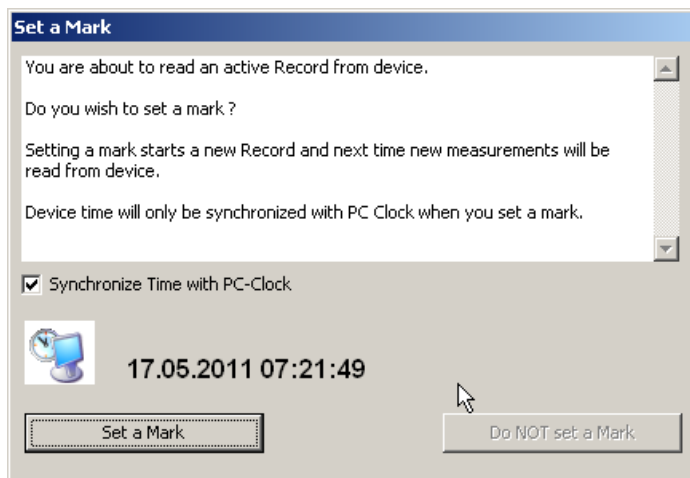 Set a Mark
You are about to read an active Record from device.
Do you wish to set a mark ?
Setting a mark starts a new Record and next time new measurements will be
read from device.
Device time will only be synchronized with PC Clock when you set a mark.
Synchronize Time with PC-Clock
17.05.2011 07:21:49
Set a Mark
Do NOT set a Mark